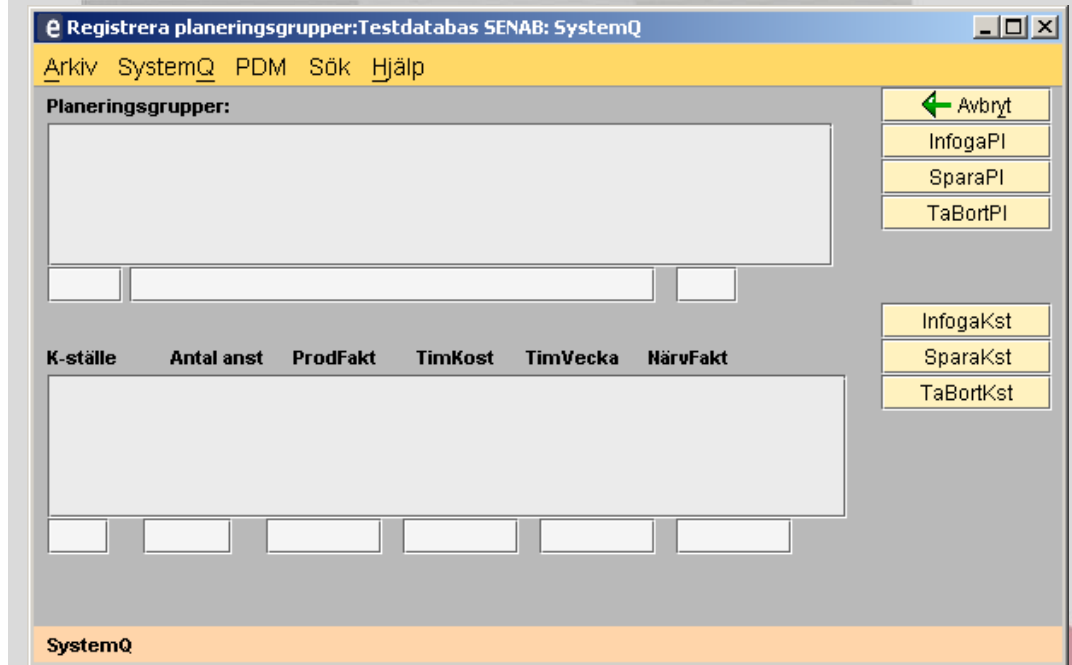 e Registrera planeringsgrupper:Testdatabas SENAB: SystemQ
Arkiv SystemQ PDM Sök Hjälp
Planeringsgrupper:
Avbryt
InfogaPl
SparaPl
TaBortPl
InfogaKst
K-ställe Antal anst ProdFakt TimKost TimVecka NärvFakt
SparaKst
TaBortKst
SystemQ